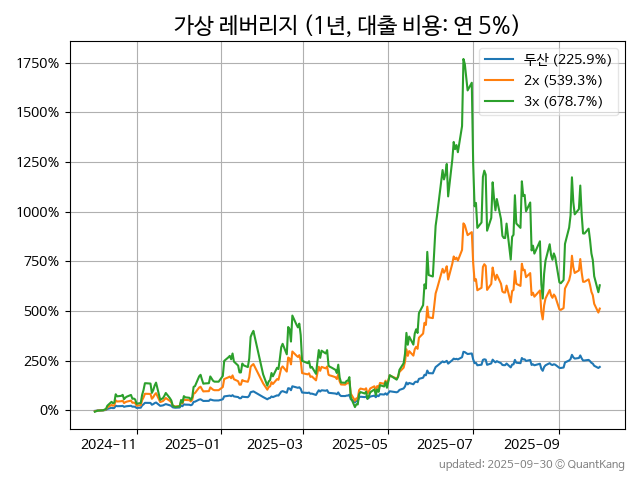 가상 레버리지 (1년, 대출 비용: 연 5%)
두산 (225.9%)
2x (539.3%)
3x (678.7%)
1750%
1500%
1250%
1000%
750%
500%
250%
0%
2024-11 2025-01 2025-03 2025-05 2025-07 2025-09
updated: 2025-09-30 © QuantKang